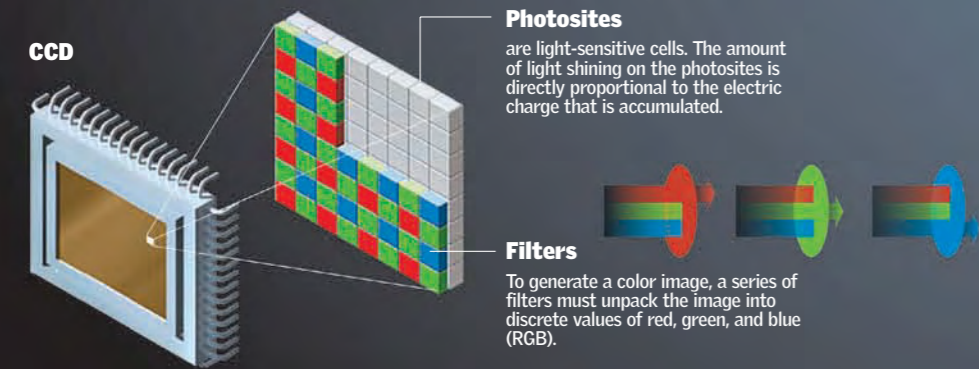 CCD
Photosites
are light-sensitive cells. The amount
of light shining on the photosites is
directly proportional to the electric
charge that is accumulated.
Filters
To generate a color image, a series of
filters must unpack the image into
discrete values of red, green, and blue
(RGB).